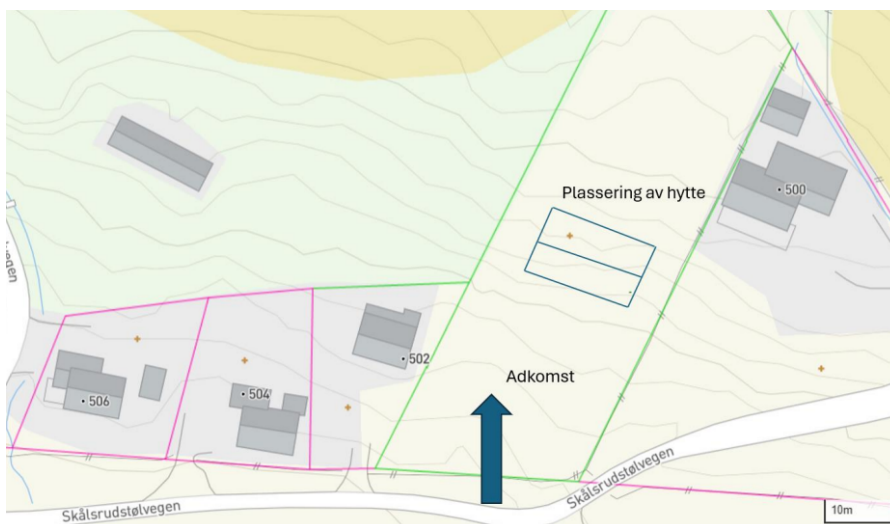 Plassering av hytte
500
502
Adkomst
504
506
Skålsrudstølvegen
Skålsrudstølvegen
10m